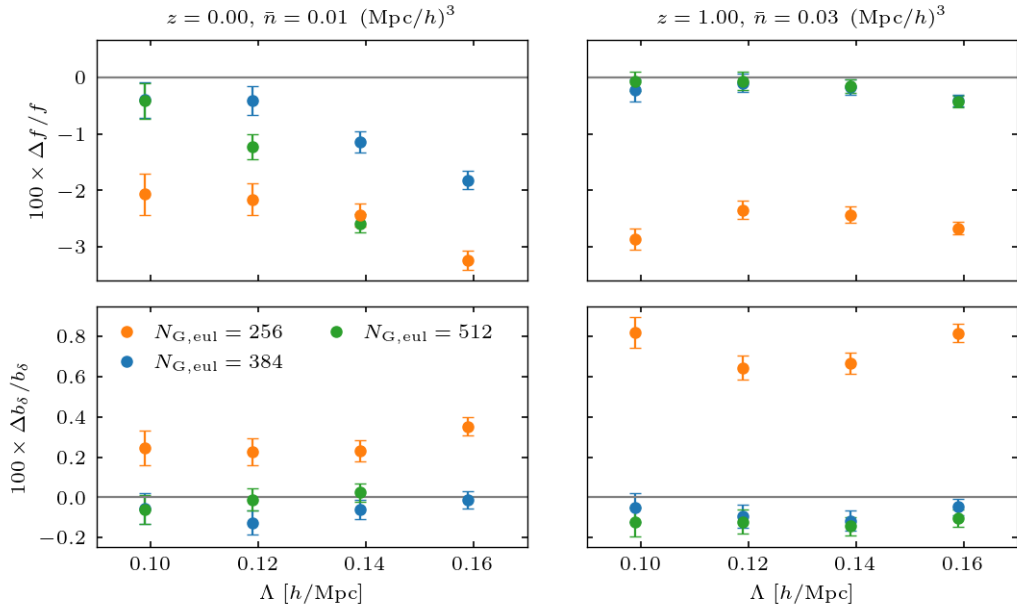 z = 0.00, n̄ = 0.01 (Mpc/h)³
z = 1.00, n̄ = 0.03 (Mpc/h)³
100 × Δf/f
0
−1
−2
−3
100 × Δb_δ/b_δ
0.8
0.6
0.4
0.2
0.0
−0.2
N_G,eul = 256
N_G,eul = 512
N_G,eul = 384
0.10 0.12 0.14 0.16
0.10 0.12 0.14 0.16
Λ [h/Mpc]
Λ [h/Mpc]